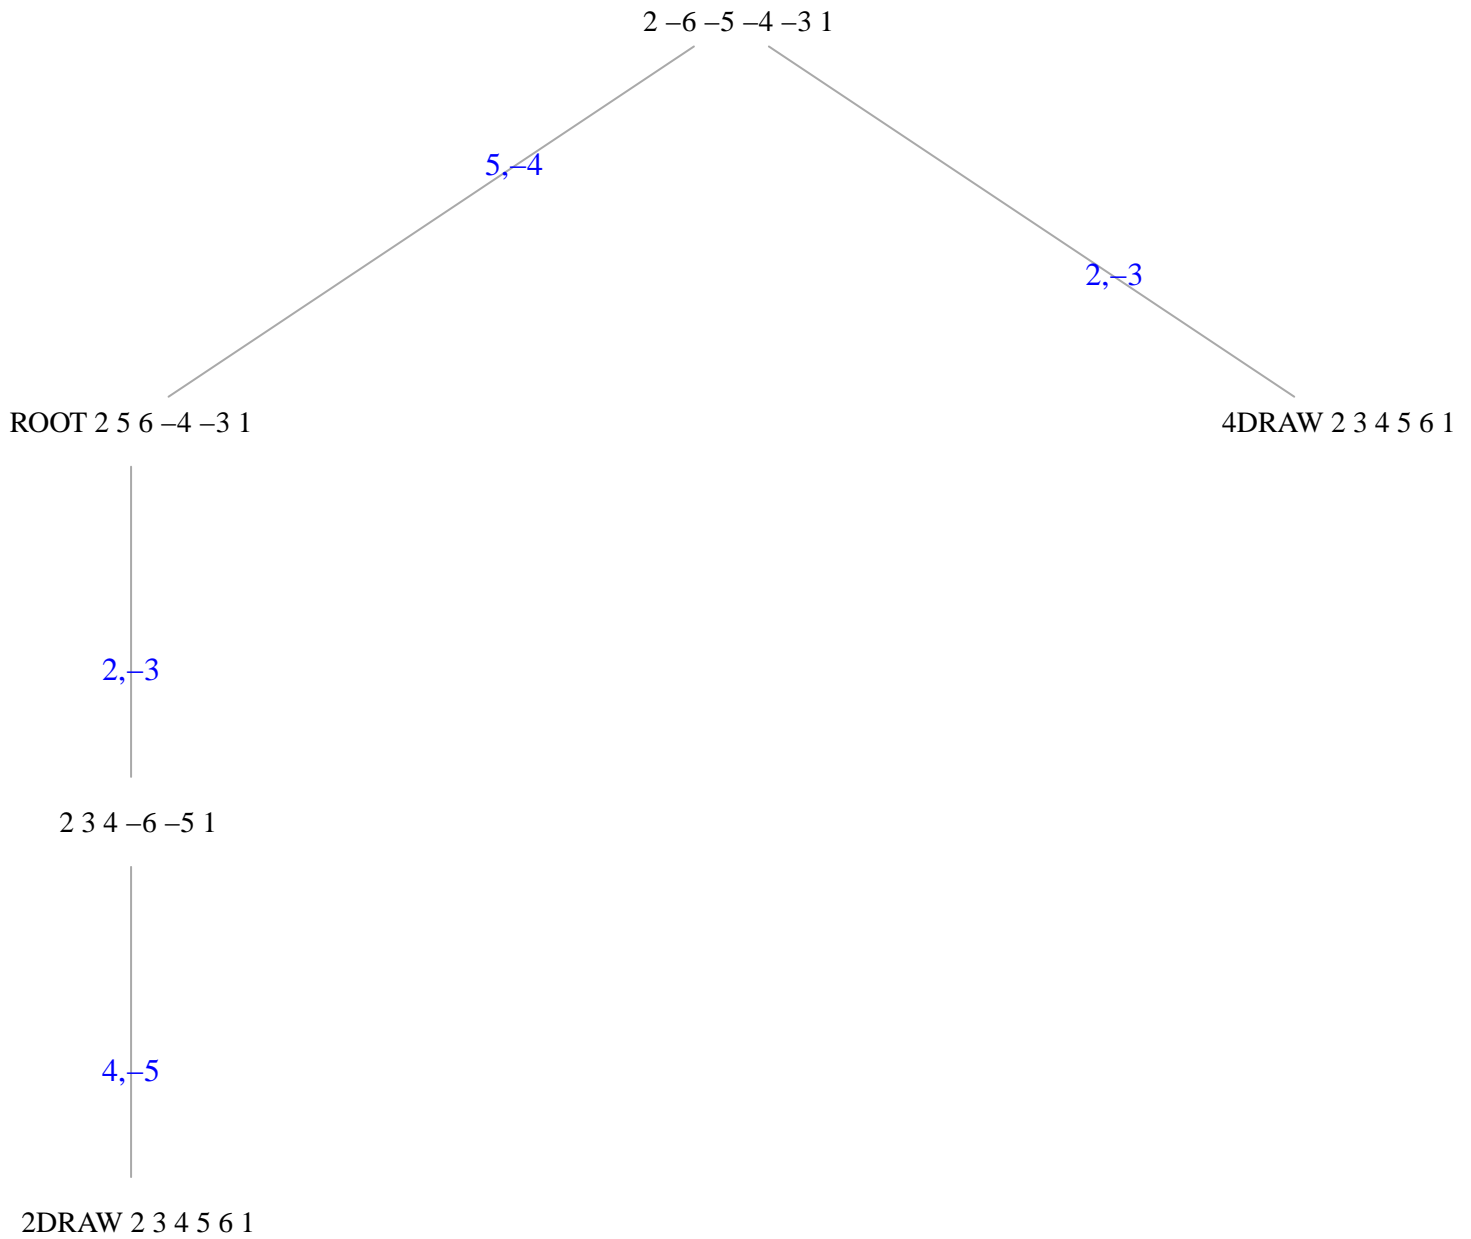 2 –6 –5 –4 –3 1
5,–4
2,–3
ROOT 2 5 6 –4 –3 1
4DRAW 2 3 4 5 6 1
2,–3
2 3 4 –6 –5 1
4,–5
2DRAW 2 3 4 5 6 1